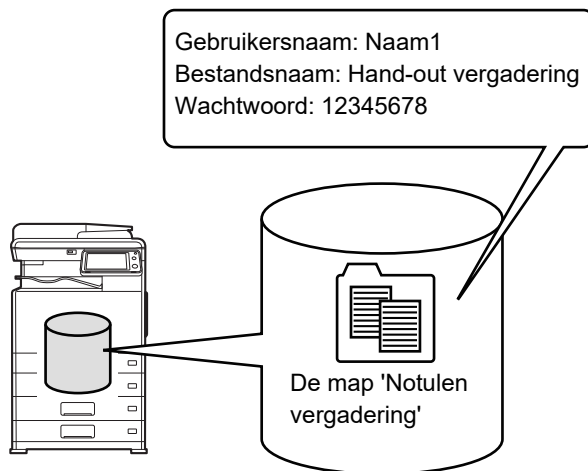 Gebruikersnaam: Naam1
Bestandsnaam: Hand-out vergadering
Wachtwoord: 12345678
De map 'Notulen
vergadering'